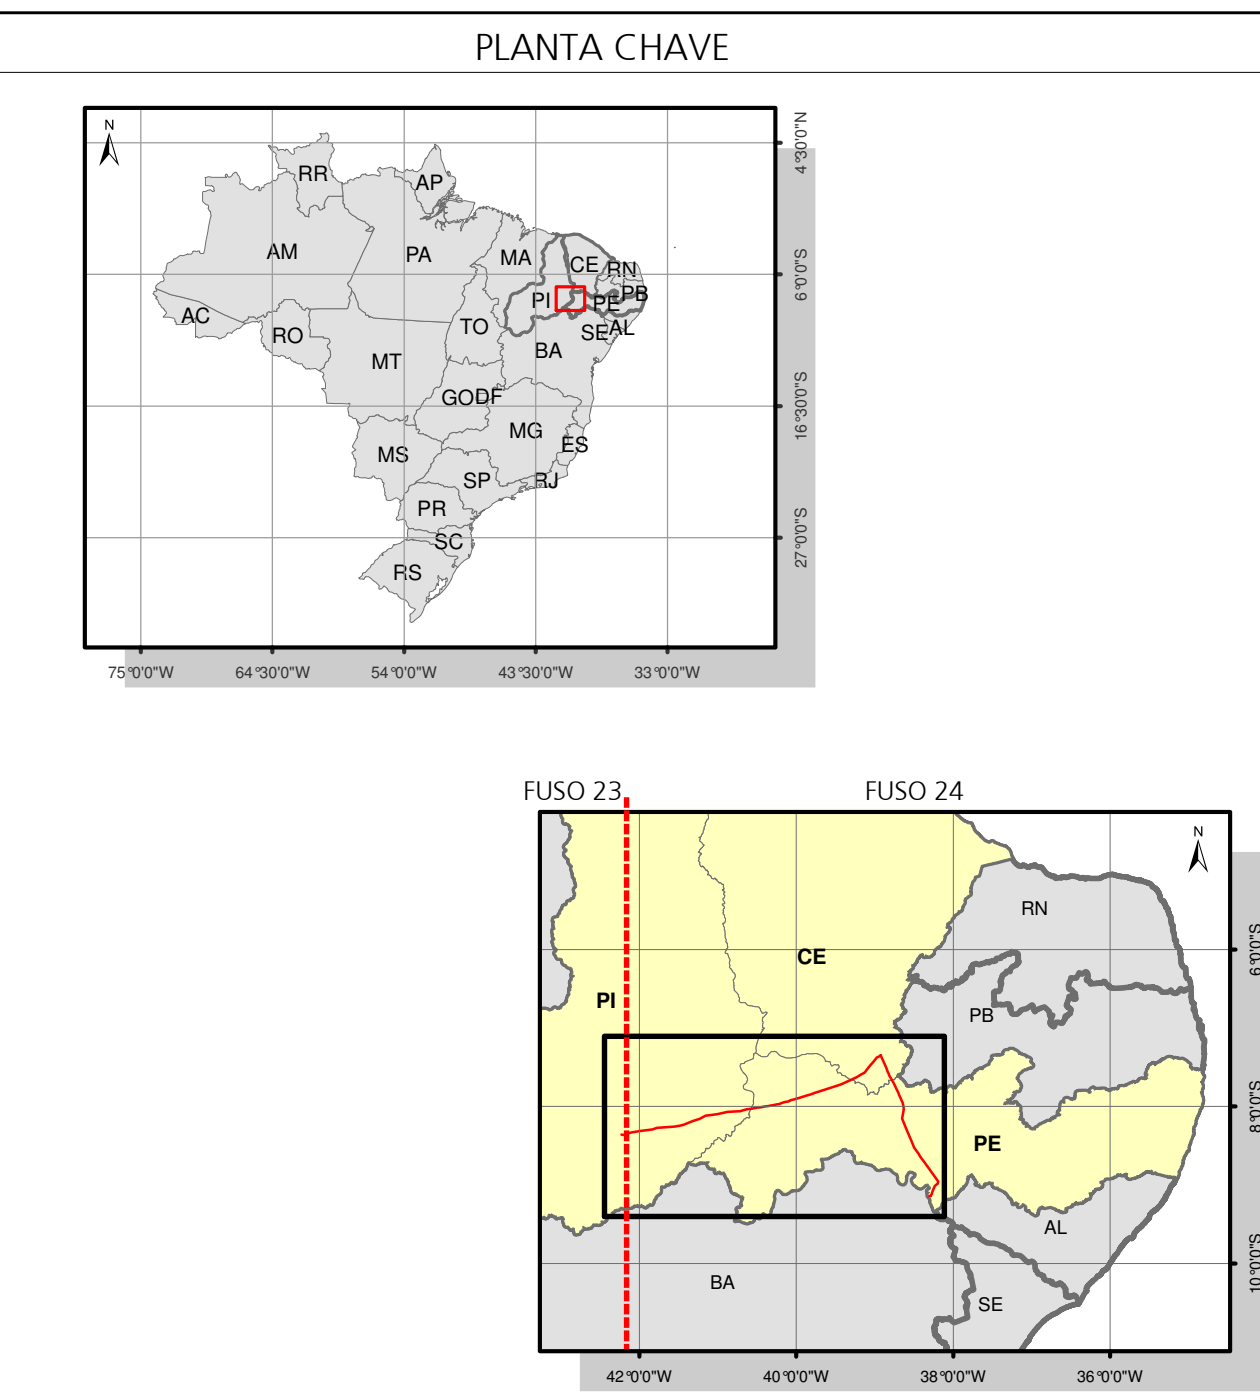 PLANTA CHAVE
N
4°30'0"N
RR
AP
AM
PA
MA
CE
RN
6°0'0"S
PI
PE
PB
AC
RO
TO
SE
AL
MT
BA
GO
DF
16°30'0"S
MG
ES
MS
SP
RJ
PR
SC
27°0'0"S
RS
75°0'0"W
64°30'0"W
54°0'0"W
43°30'0"W
33°0'0"W
FUSO 23
FUSO 24
N
RN
6°0'0"S
CE
PI
PB
8°0'0"S
PE
AL
10°0'0"S
BA
SE
42°0'0"W
40°0'0"W
38°0'0"W
36°0'0"W